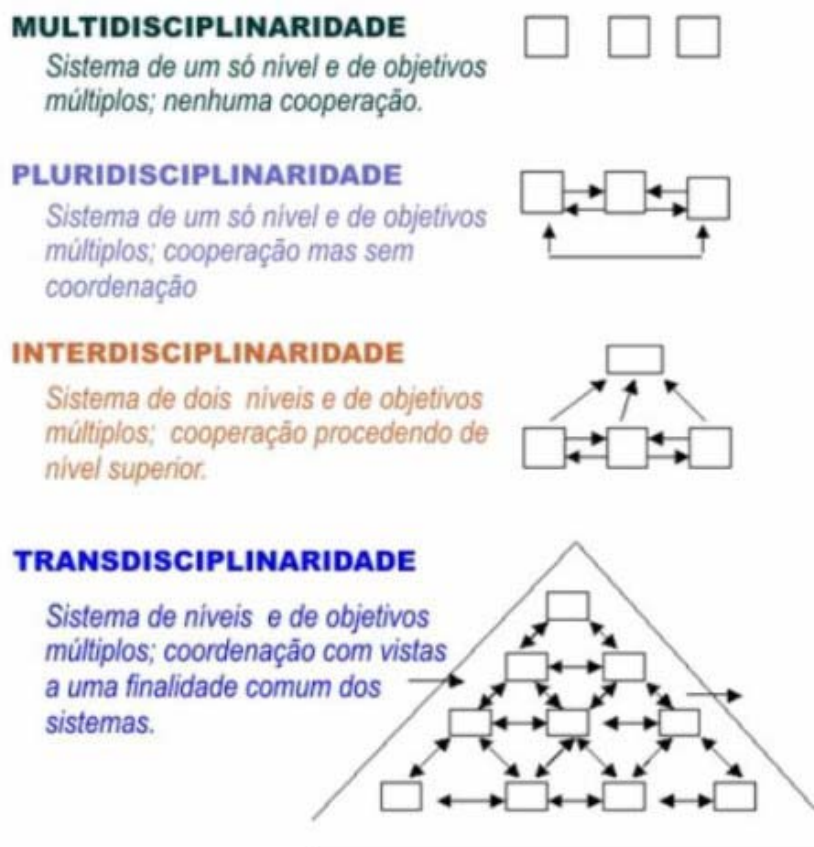 MULTIDISCIPLINARIDADE
Sistema de um só nível e de objetivos
múltiplos; nenhuma cooperação.
PLURIDISCIPLINARIDADE
Sistema de um só nível e de objetivos
múltiplos; cooperação mas sem
coordenação
INTERDISCIPLINARIDADE
Sistema de dois níveis e de objetivos
múltiplos; cooperação procedendo de
nível superior.
TRANSDISCIPLINARIDADE
Sistema de níveis e de objetivos
múltiplos; coordenação com vistas
a uma finalidade comum dos
sistemas.